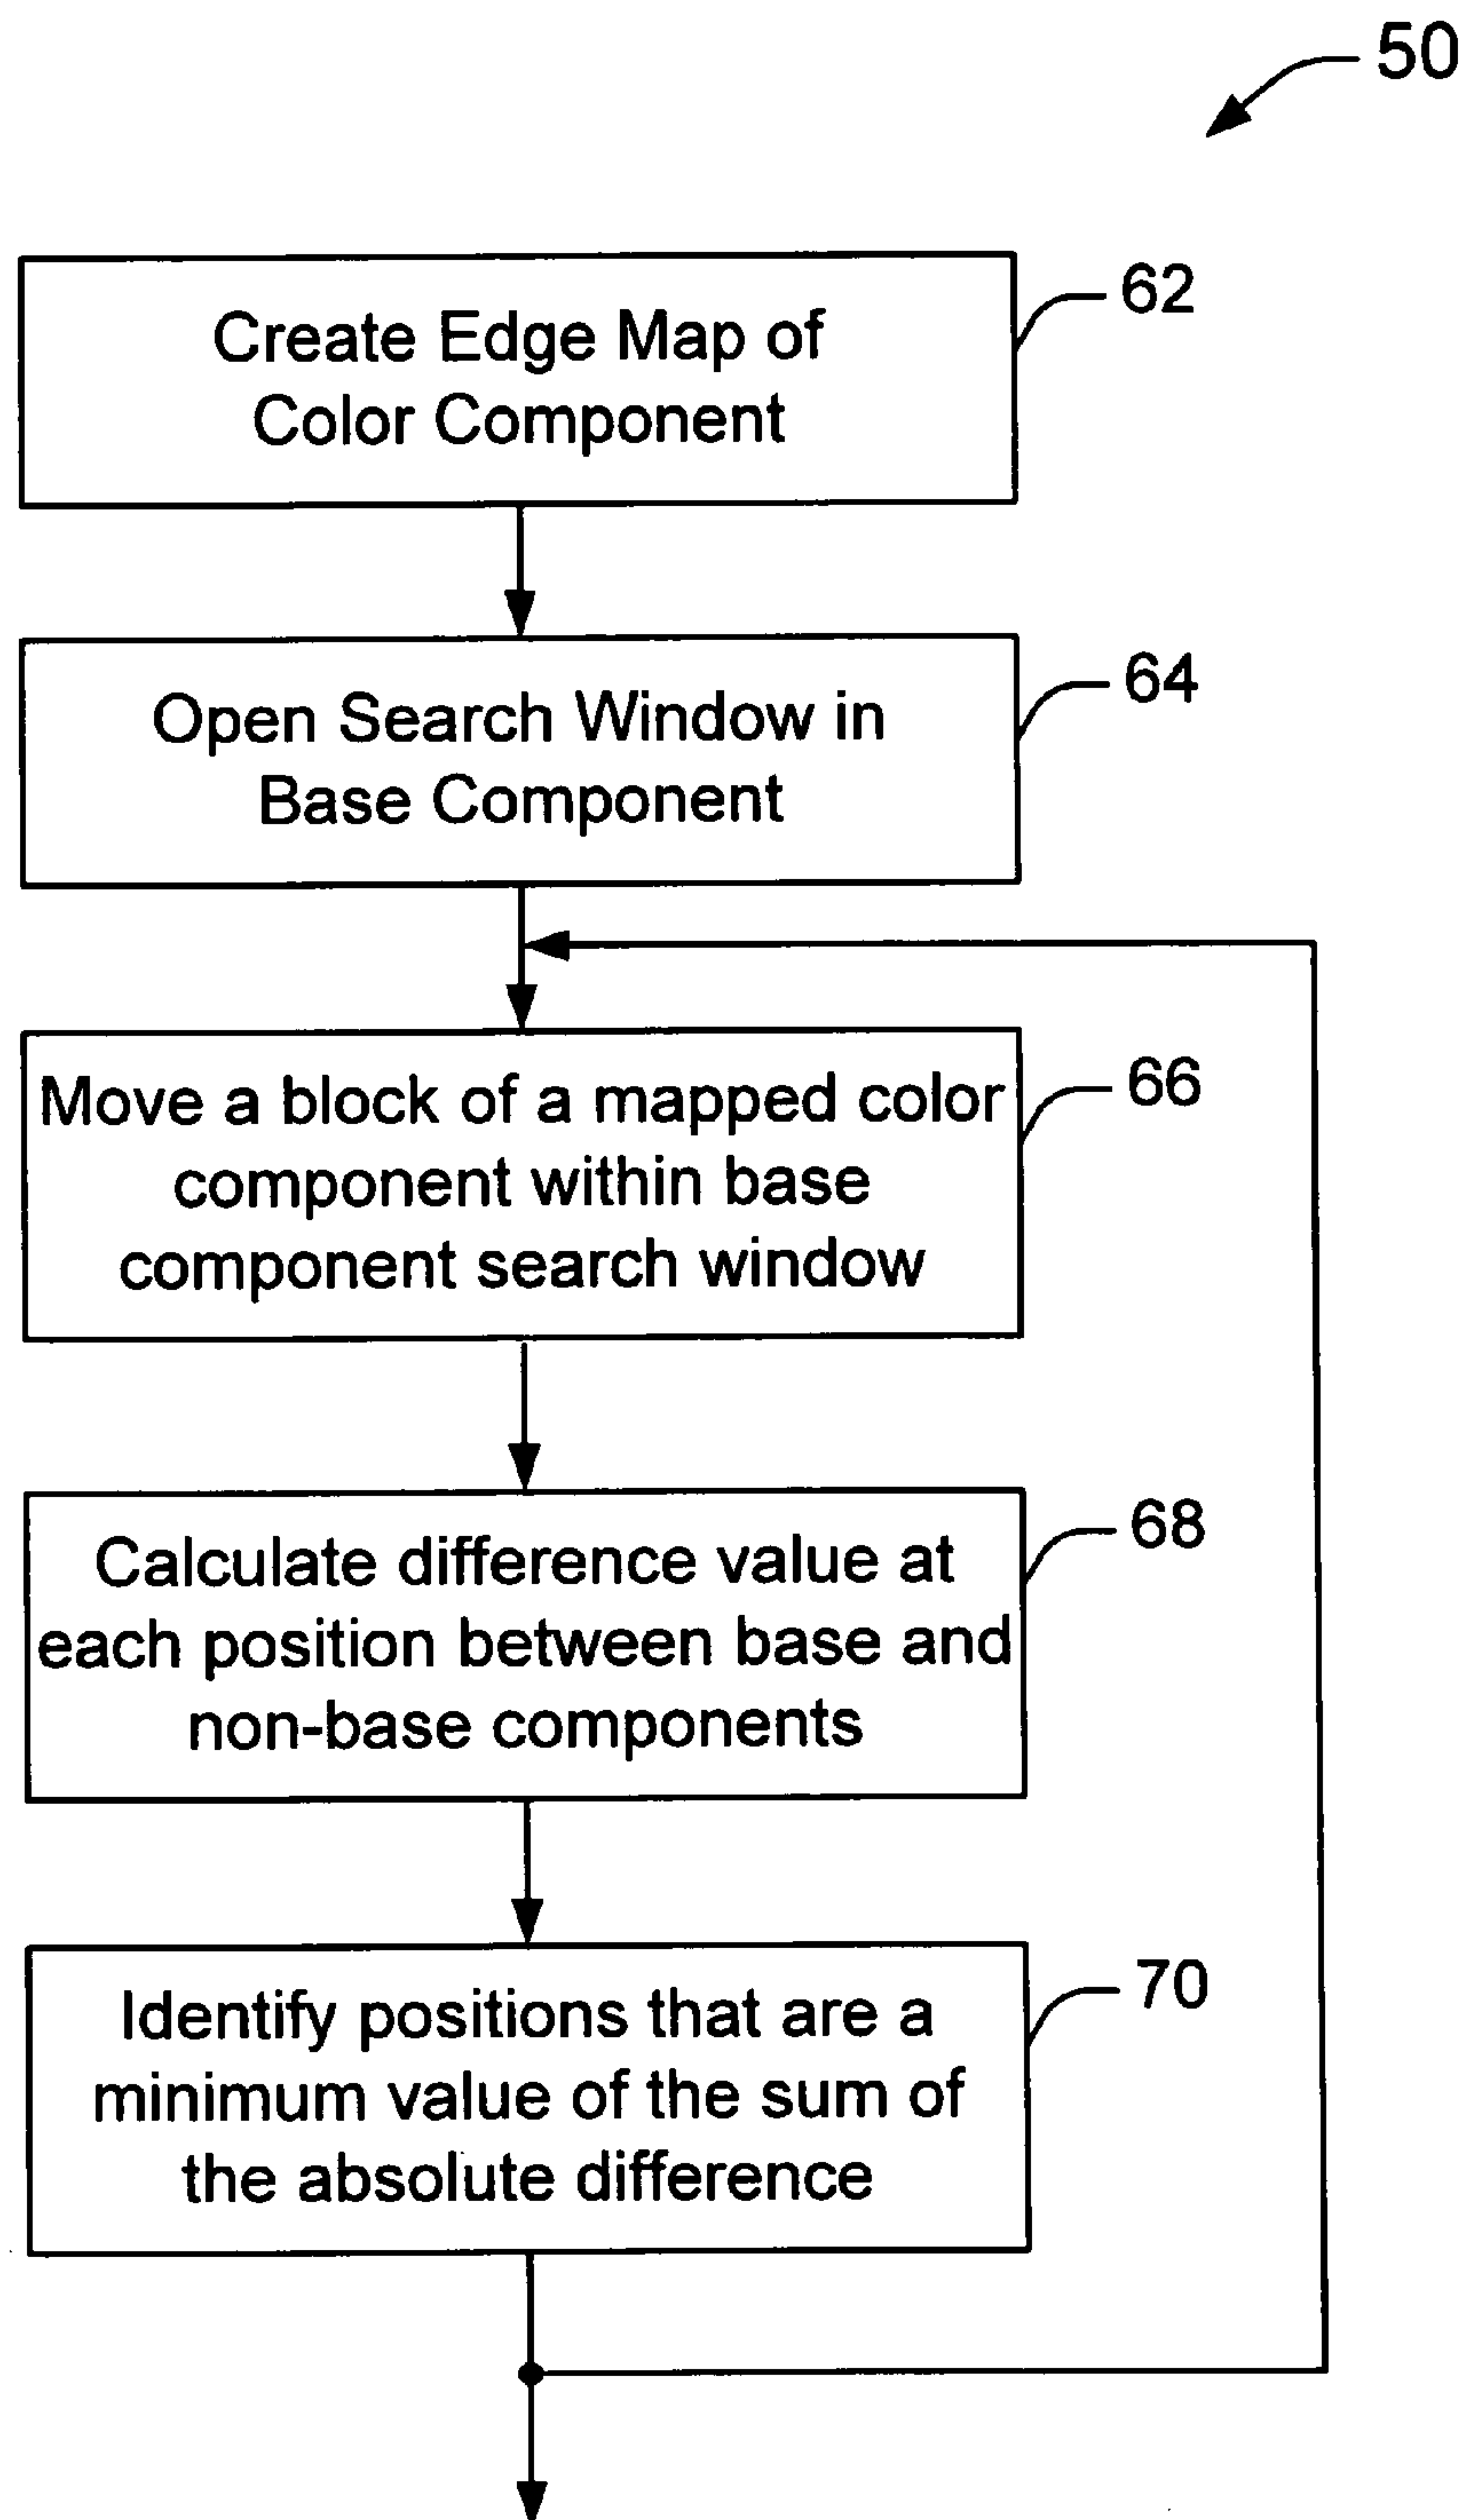 50
62
Create Edge Map of
Color Component
64
Open Search Window in
Base Component
66
Move a block of a mapped color
component within base
component search window
68
Calculate difference value at
each position between base and
non-base components
70
Identify positions that are a
minimum value of the sum of
the absolute difference